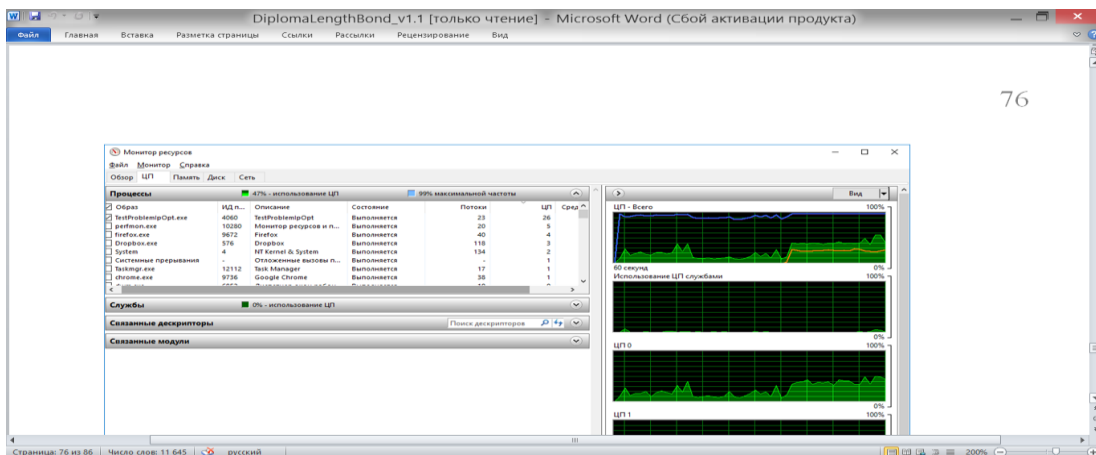 DiplomaLengthBond_v1.1 [только чтение] - Microsoft Word (Сбой активации продукта)
Файл Главная Вставка Разметка страницы Ссылки Рассылки Рецензирование Вид
76
Монитор ресурсов
Файл Монитор Справка
Обзор ЦП Память Диск Сеть
Процессы 47% - использование ЦП 99% максимальной частоты
Образ ИД п... Описание Состояние Потоки ЦП Сред
TestProblemIpOpt.exe 4060 TestProblemIpOpt Выполняется 23 26
perfmon.exe 10280 Монитор ресурсов и п... Выполняется 20 5
firefox.exe 9672 Firefox Выполняется 40 4
Dropbox.exe 576 Dropbox Выполняется 118 3
System 4 NT Kernel & System Выполняется 134 2
Системные прерывания - Отложенные вызовы п... Выполняется - 1
Taskmgr.exe 12112 Task Manager Выполняется 17 1
chrome.exe 9736 Google Chrome Выполняется 36 1
Службы 0% - использование ЦП
Связанные дескрипторы Поиск дескрипторов
Связанные модули
Вид
ЦП - Всего 100%
60 секунд 0%
Использование ЦП службами 100%
0%
ЦП 0 100%
0%
ЦП 1 100%
Страница: 76 из 86 Число слов: 11 645 русский 200%